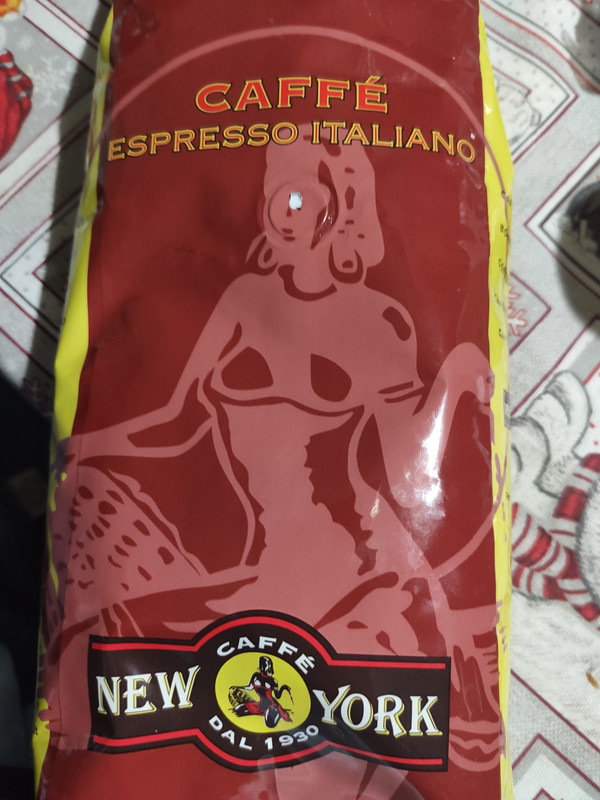 CAFFÉ
ESPRESSO ITALIANO
CAFFÉ
NEW YORK
DAL 1930